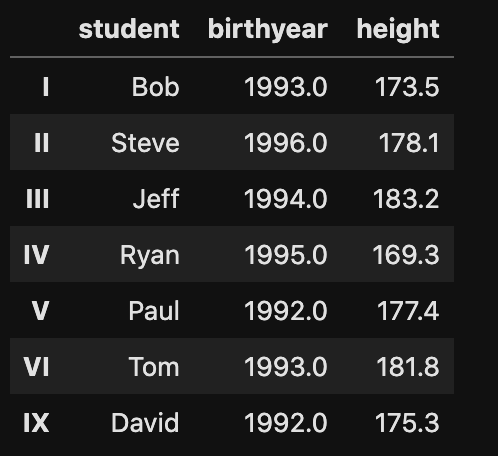 student birthyear height
I Bob 1993.0 173.5
II Steve 1996.0 178.1
III Jeff 1994.0 183.2
IV Ryan 1995.0 169.3
V Paul 1992.0 177.4
VI Tom 1993.0 181.8
IX David 1992.0 175.3